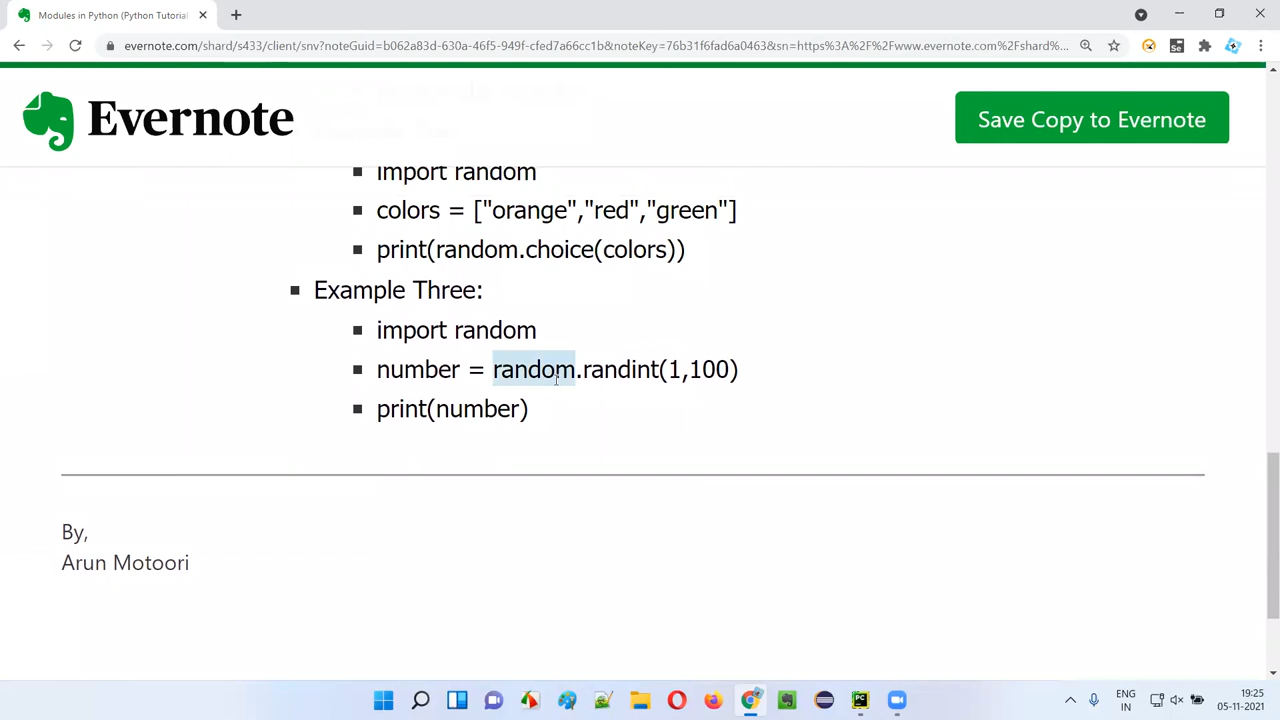 Modules in Python (Python Tutorial
evernote.com/shard/s433/client/snv?noteGuid=b062a83d-630a-46f5-949f-cfed7a66cc1b&noteKey=76b31f6fad6a0463&sn=https%3A%2F%2Fwww.evernote.com%2Fshard%...
Evernote
Save Copy to Evernote
import random
colors = ["orange","red","green"]
print(random.choice(colors))
Example Three:
import random
number = random.randint(1,100)
print(number)
By,
Arun Motoori
ENG
IN
19:25
05-11-2021